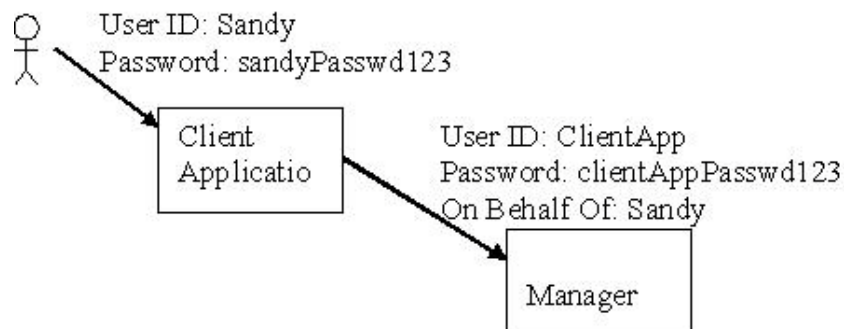 User ID: Sandy
Password: sandyPasswd123
Client
Applicatio
User ID: ClientApp
Password: clientAppPasswd123
On Behalf Of: Sandy
Manager